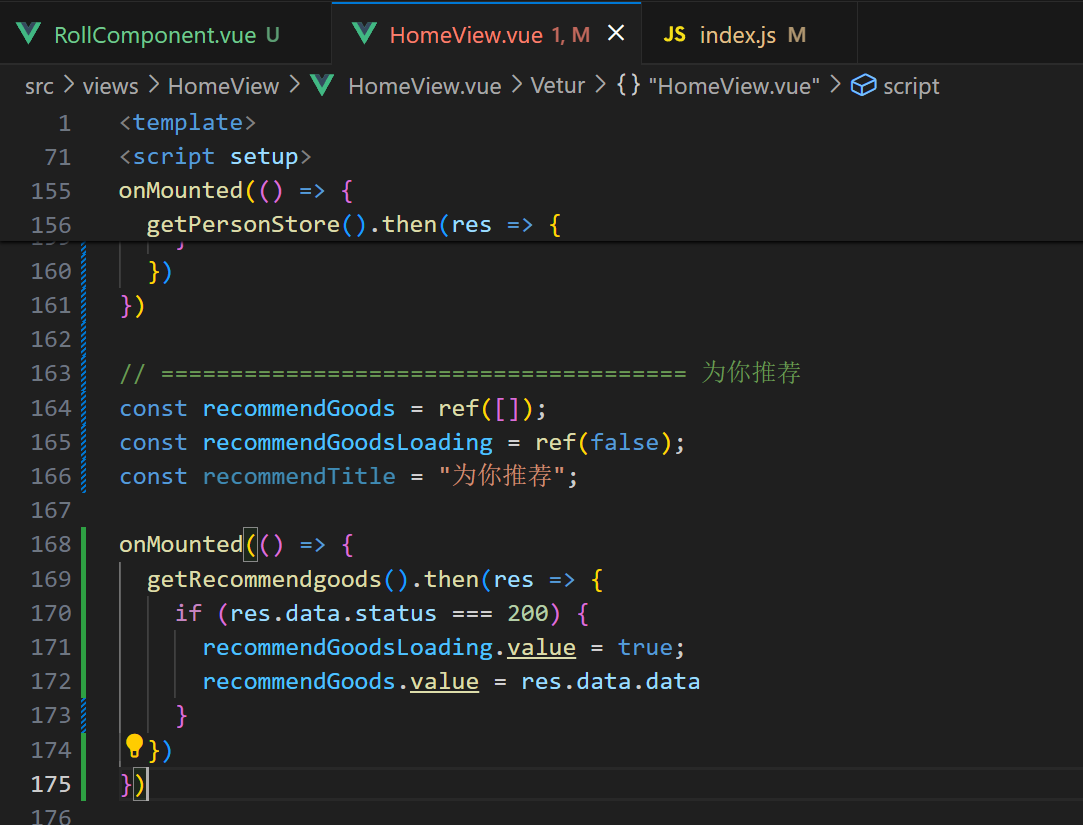 RollComponent.vue U HomeView.vue 1, M × JS index.js M
src > views > HomeView > HomeView.vue > Vetur > {} "HomeView.vue" > script
1 <template>
71 <script setup>
155 onMounted(() => {
156 getPersonStore().then(res => {
159 }
160 })
161 })
162
163 // ====================================== 为你推荐
164 const recommendGoods = ref([]);
165 const recommendGoodsLoading = ref(false);
166 const recommendTitle = "为你推荐";
167
168 onMounted(() => {
169 getRecommendgoods().then(res => {
170 if (res.data.status === 200) {
171 recommendGoodsLoading.value = true;
172 recommendGoods.value = res.data.data
173 }
174 })
175 })
176